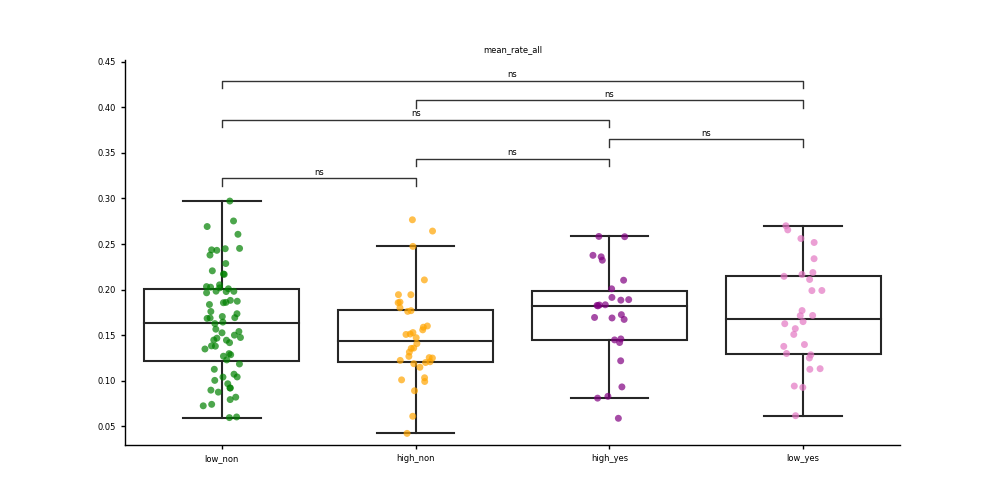 mean_rate_all
0.45
0.40
0.35
0.30
0.25
0.20
0.15
0.10
0.05
ns
ns
ns
ns
ns
ns
low_non
high_non
high_yes
low_yes